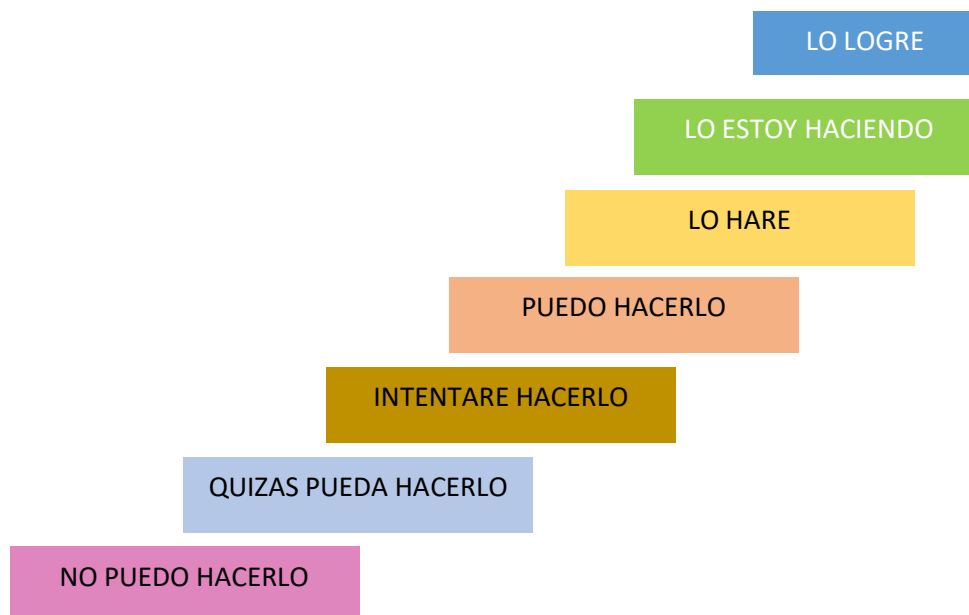 LO LOGRE
LO ESTOY HACIENDO
LO HARE
PUEDO HACERLO
INTENTARE HACERLO
QUIZAS PUEDA HACERLO
NO PUEDO HACERLO